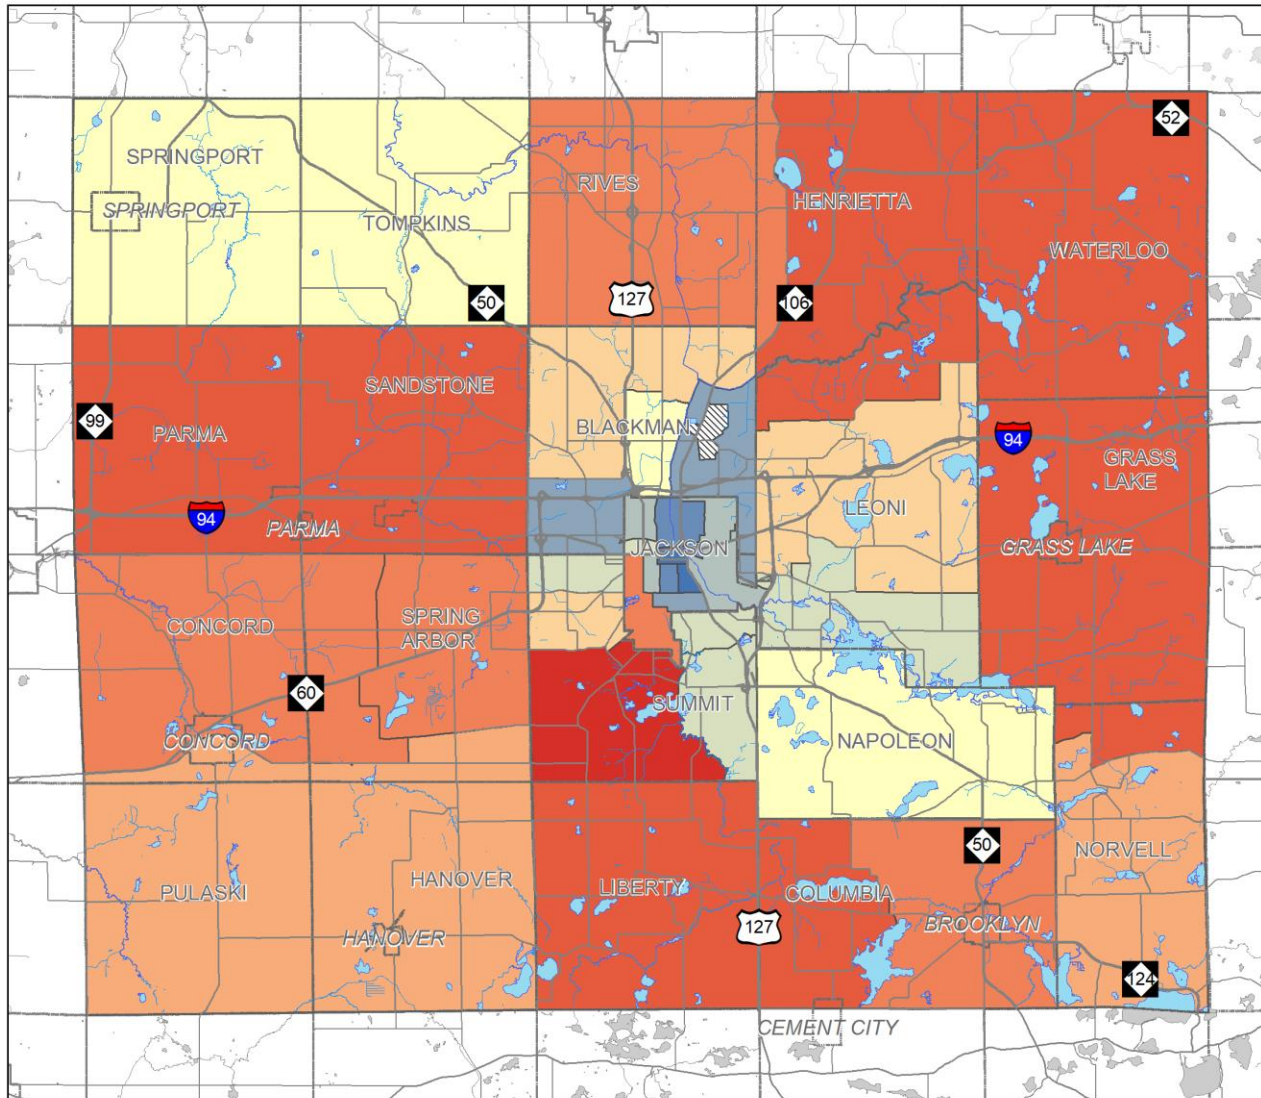 52
SPRINGPORT
RIVES
SPRINGPORT
HENRIETTA
TOMPKINS
WATERLOO
50
127
106
SANDSTONE
99
PARMA
BLACKMAN
94
GRASS
LAKE
94
PARMA
LEONI
JACKSON
GRASS LAKE
CONCORD
SPRING
ARBOR
60
SUMMIT
CONCORD
NAPOLEON
50
NORVELL
PULASKI
HANOVER
LIBERTY
COLUMBIA
HANOVER
127
BROOKLYN
124
CEMENT CITY